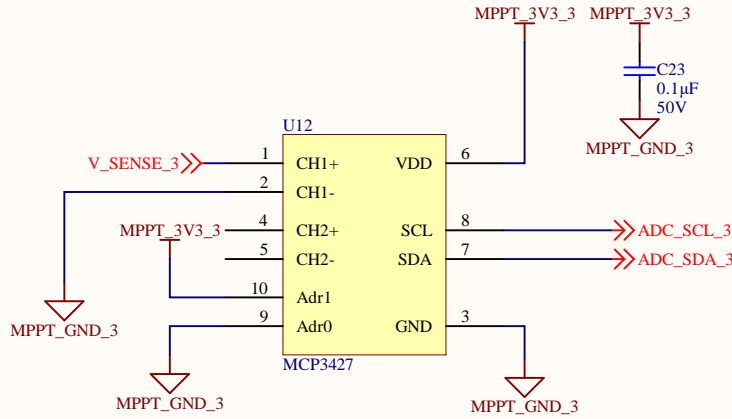 MPPT_3V3_3
MPPT_3V3_3
C23
0.1µF
50V
MPPT_GND_3
U12
V_SENSE_3
1
CH1+
VDD
6
2
CH1-
MPPT_3V3_3
4
CH2+
SCL
8
ADC_SCL_3
5
CH2-
SDA
7
ADC_SDA_3
10
Adr1
MPPT_GND_3
9
Adr0
GND
3
MCP3427
MPPT_GND_3
MPPT_GND_3